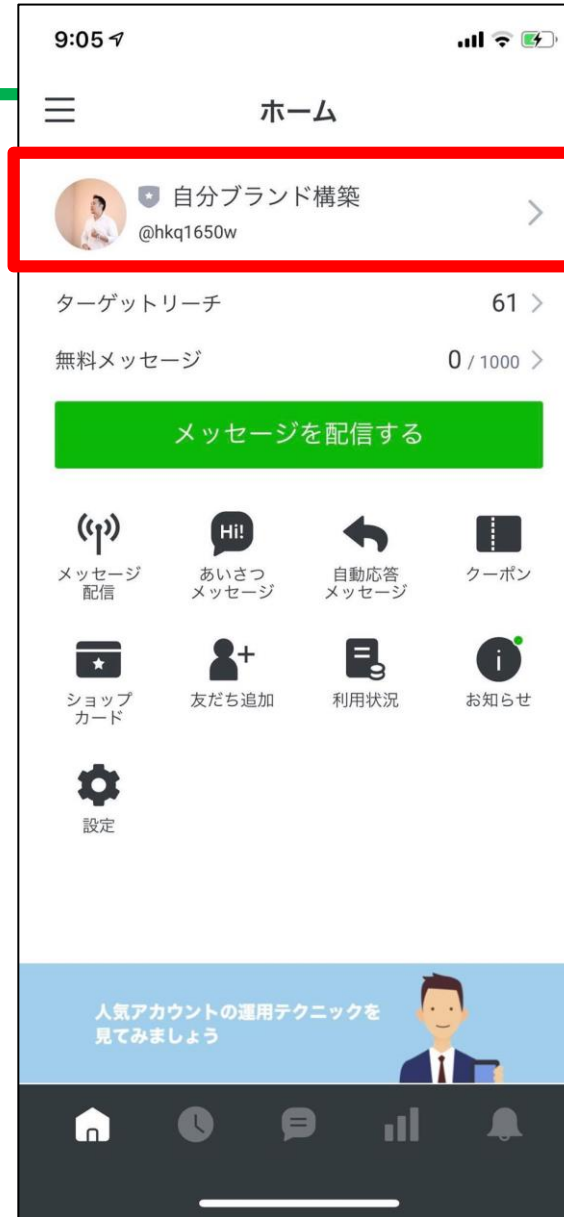 9:05
ホーム
自分ブランド構築
@hkq1650w
ターゲットリーチ 61
無料メッセージ 0 / 1000
メッセージを配信する
メッセージ
配信
Hi!
あいさつ
メッセージ
自動応答
メッセージ
クーポン
ショップ
カード
友だち追加
利用状況
お知らせ
設定
人気アカウントの運用テクニックを
見てみましょう